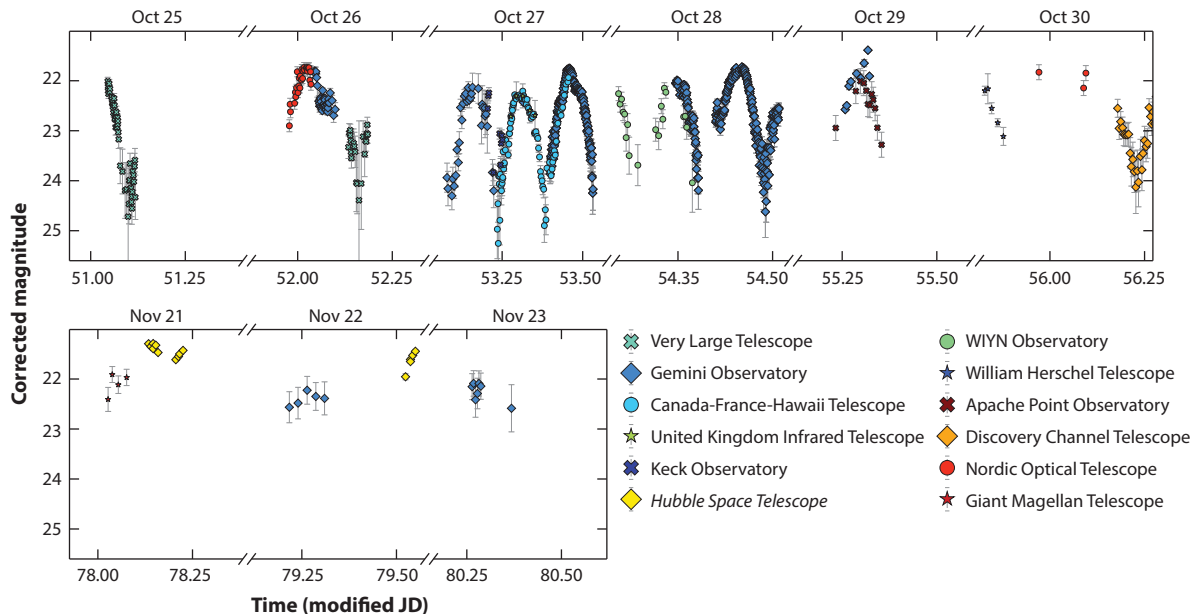 Oct 25 Oct 26 Oct 27 Oct 28 Oct 29 Oct 30
22
23
24
25
51.00 51.25 52.00 52.25 53.25 53.50 54.35 54.50 55.25 55.50 56.00 56.25
Corrected magnitude
Nov 21 Nov 22 Nov 23
22
23
24
25
78.00 78.25 79.25 79.50 80.25 80.50
Time (modified JD)
Very Large Telescope
Gemini Observatory
Canada-France-Hawaii Telescope
United Kingdom Infrared Telescope
Keck Observatory
Hubble Space Telescope
WIYN Observatory
William Herschel Telescope
Apache Point Observatory
Discovery Channel Telescope
Nordic Optical Telescope
Giant Magellan Telescope